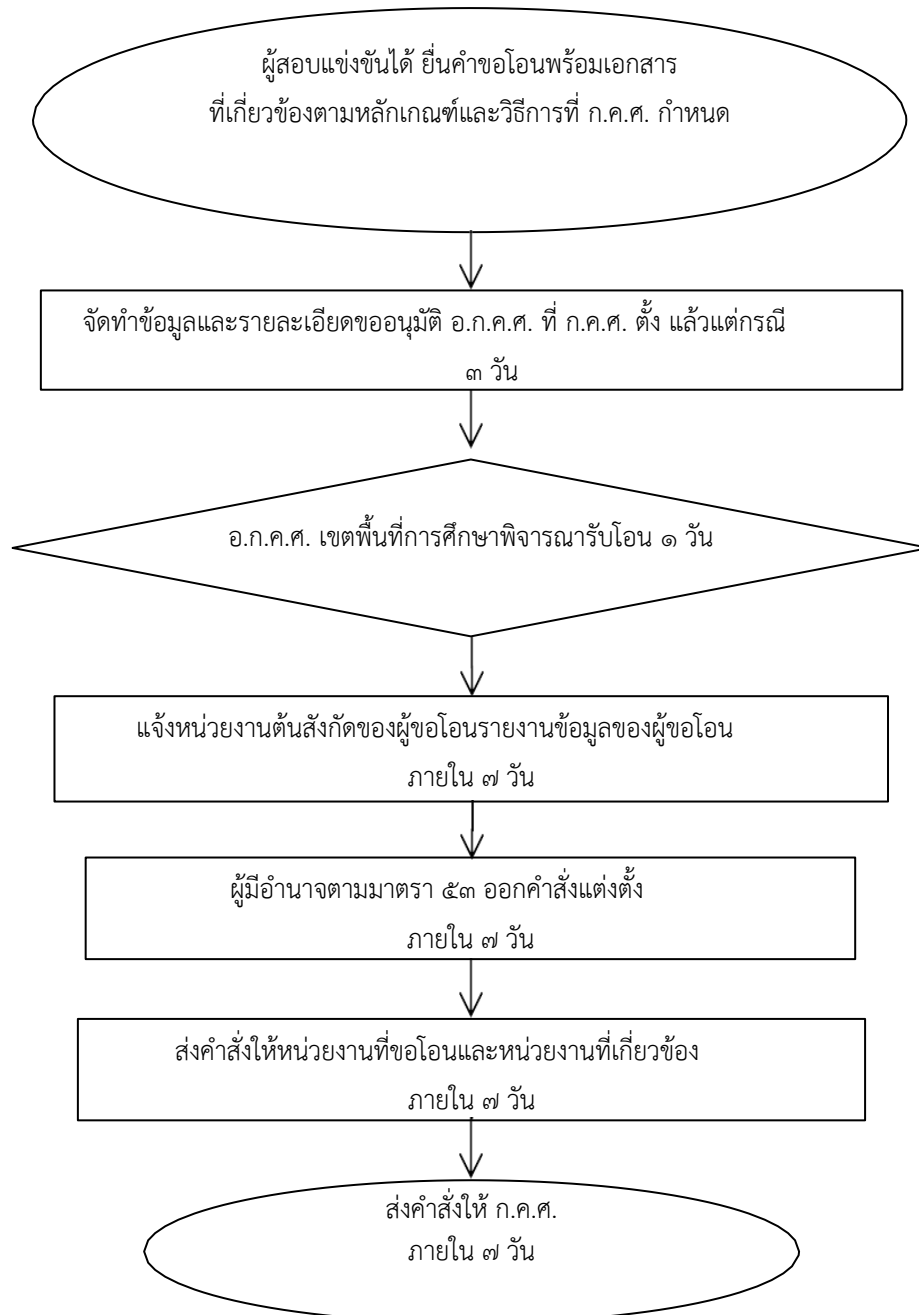 ผู้สอบแข่งขันได้ ยื่นคำขอโอนพร้อมเอกสาร
ที่เกี่ยวข้องตามหลักเกณฑ์และวิธีการที่ ก.ค.ศ. กำหนด
จัดทำข้อมูลและรายละเอียดขออนุมัติ อ.ก.ค.ศ. ที่ ก.ค.ศ. ตั้ง แล้วแต่กรณี
๓ วัน
อ.ก.ค.ศ. เขตพื้นที่การศึกษาพิจารณารับโอน ๑ วัน
แจ้งหน่วยงานต้นสังกัดของผู้ขอโอนรายงานข้อมูลของผู้ขอโอน
ภายใน ๗ วัน
ผู้มีอำนาจตามมาตรา ๕๓ ออกคำสั่งแต่งตั้ง
ภายใน ๗ วัน
ส่งคำสั่งให้หน่วยงานที่ขอโอนและหน่วยงานที่เกี่ยวข้อง
ภายใน ๗ วัน
ส่งคำสั่งให้ ก.ค.ศ.
ภายใน ๗ วัน